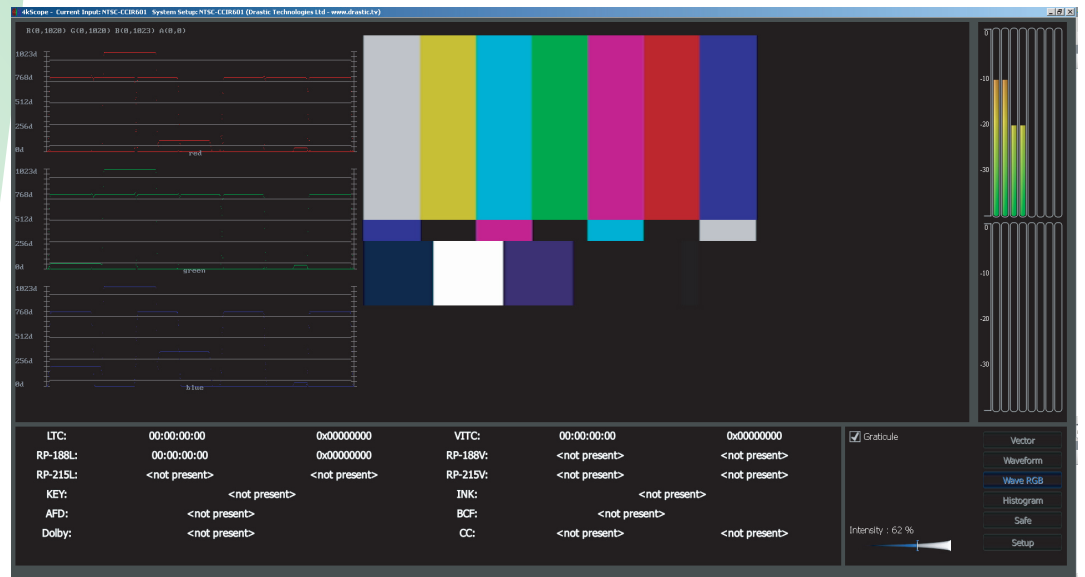 4kScope - Current Input: NTSC-CCIR601 System Setup: NTSC-CCIR601 (Drastic Technologies Ltd - www.drastic.tv)
R(0,1020) G(0,1020) B(0,1023) A(0,0)
1023d
768d
512d
256d
0d
red
1023d
768d
512d
256d
0d
green
1023d
768d
512d
256d
0d
blue
0
-10
-20
-30
0
-10
-20
-30
LTC: 00:00:00:00 0x00000000 VITC: 00:00:00:00 0x00000000
RP-188L: 00:00:00:00 0x00000000 RP-188V: <not present> <not present>
RP-215L: <not present> <not present> RP-215V: <not present> <not present>
KEY: <not present> INK: <not present>
AFD: <not present> BCF: <not present>
Dolby: <not present> CC: <not present> <not present>
Graticule
Intensity : 62 %
Vector
Waveform
Wave RGB
Histogram
Safe
Setup